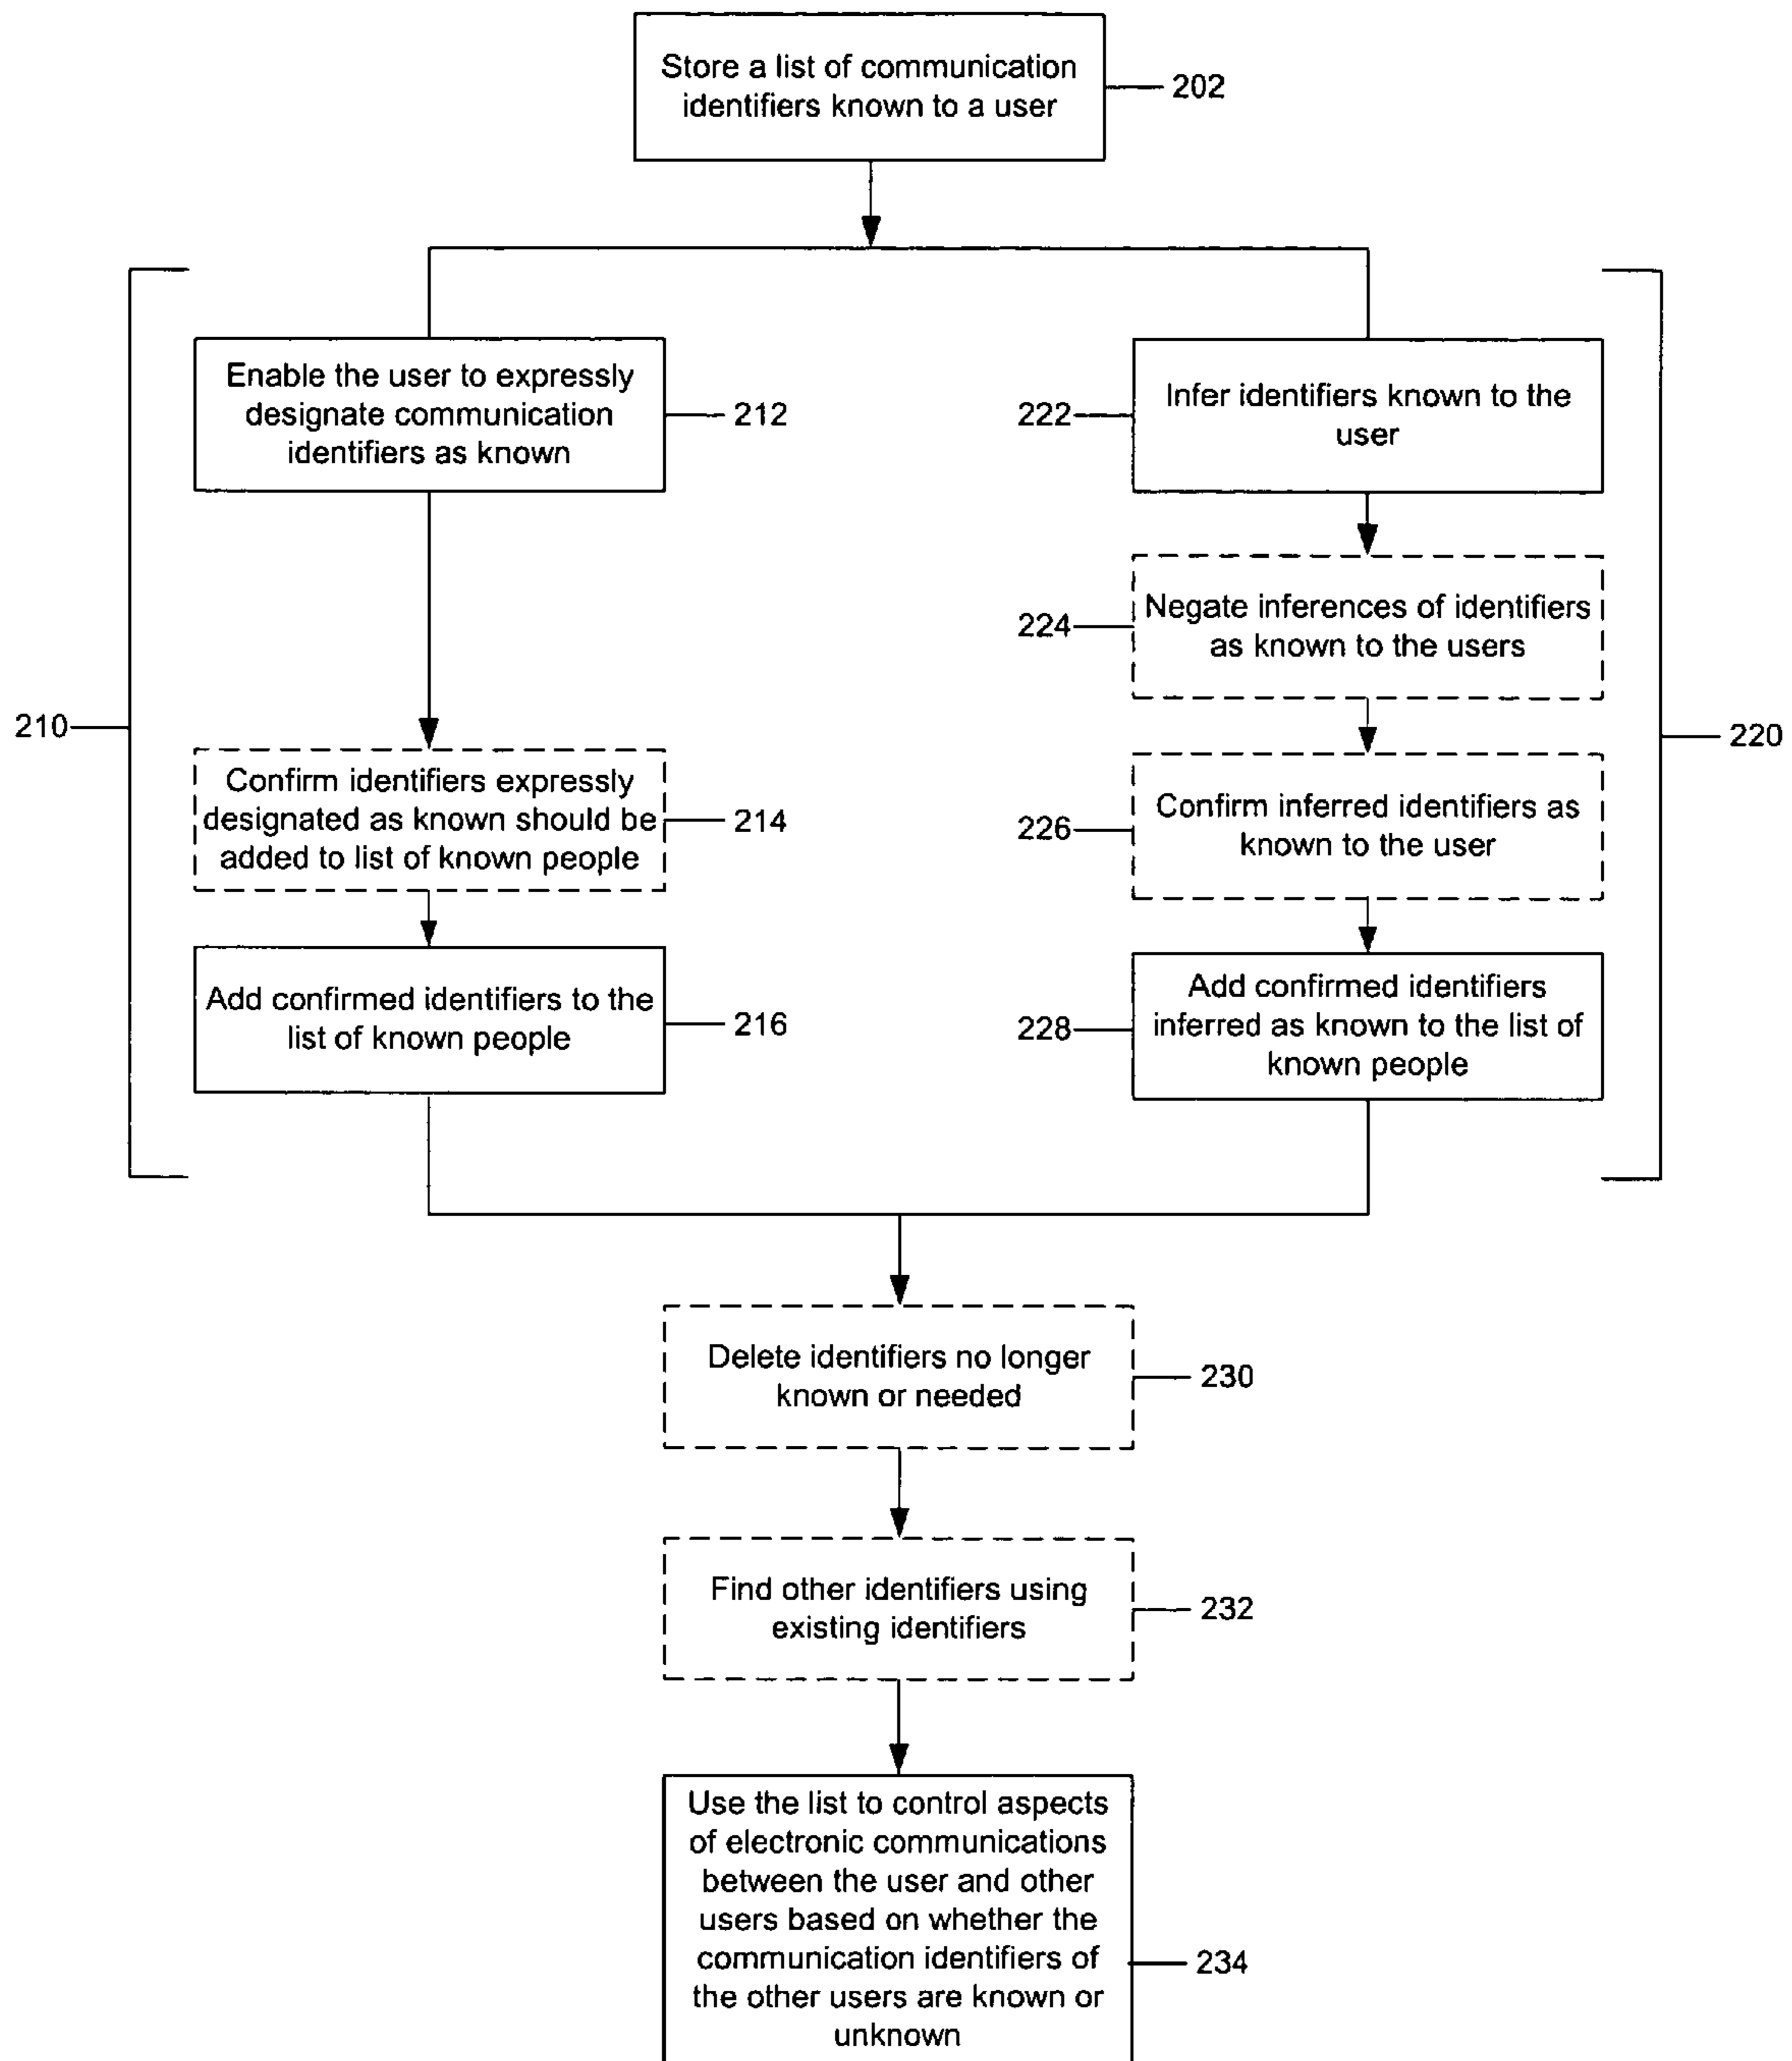 Store a list of communication
identifiers known to a user
202
Enable the user to expressly
designate communication
identifiers as known
212
222
Infer identifiers known to the
user
224
Negate inferences of identifiers
as known to the users
210
220
Confirm identifiers expressly
designated as known should be
added to list of known people
214
226
Confirm inferred identifiers as
known to the user
Add confirmed identifiers to the
list of known people
216
228
Add confirmed identifiers
inferred as known to the list of
known people
Delete identifiers no longer
known or needed
230
Find other identifiers using
existing identifiers
232
Use the list to control aspects
of electronic communications
between the user and other
users based on whether the
communication identifiers of
the other users are known or
unknown
234